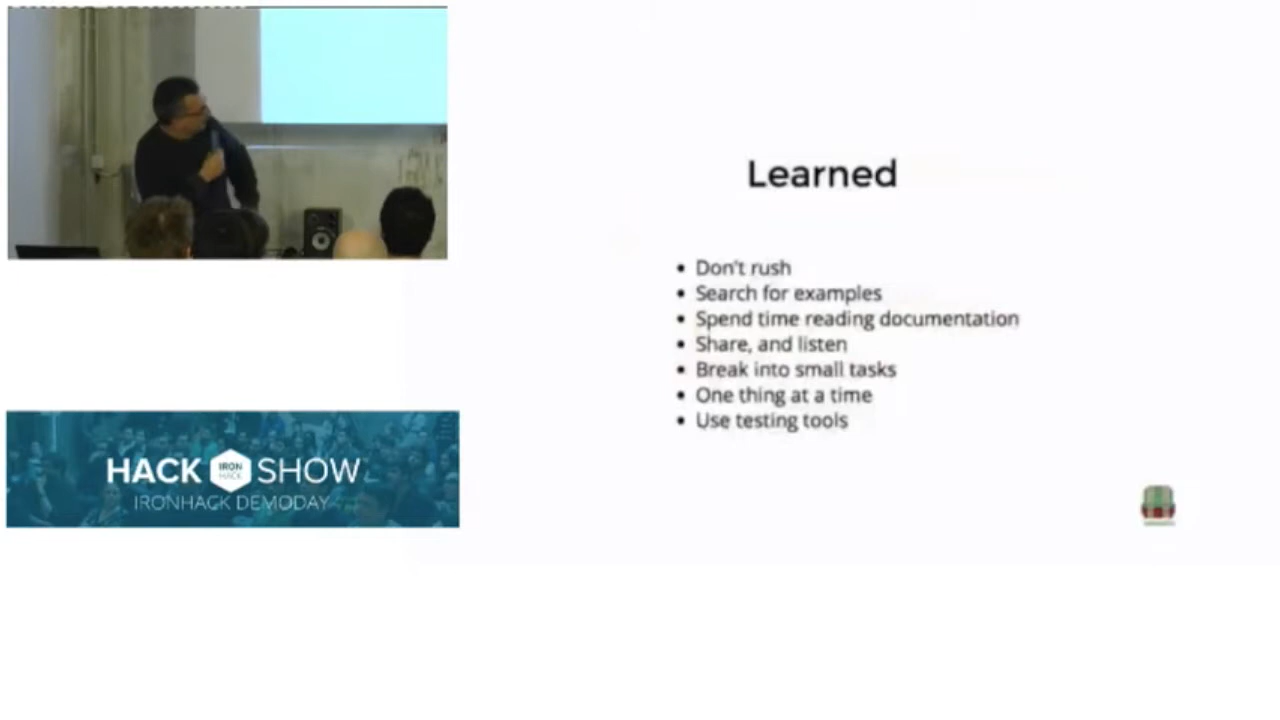 Learned
Don't rush
Search for examples
Spend time reading documentation
Share, and listen
Break into small tasks
One thing at a time
Use testing tools
HACK IRON HACK SHOW
IRONHACK DEMODAY